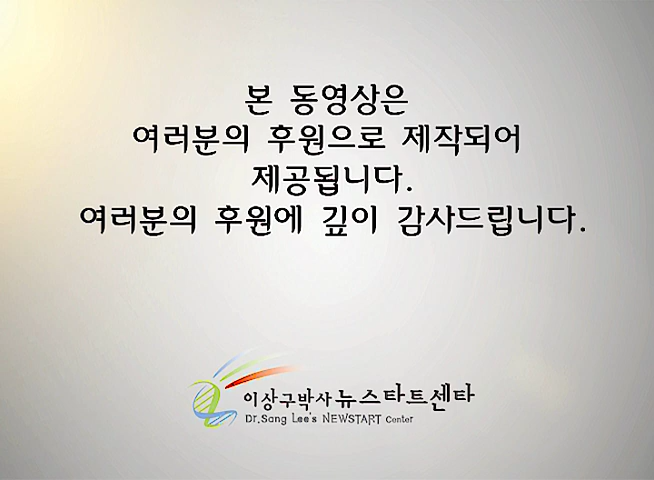 본 동영상은
여러분의 후원으로 제작되어
제공됩니다.
여러분의 후원에 깊이 감사드립니다.
이상구박사 뉴스타트센타
Dr.Sang Lee's NEWSTART Center